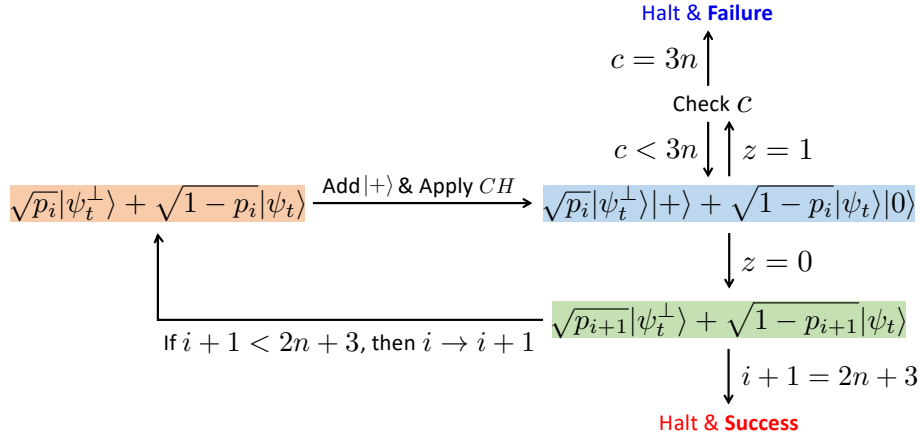 Halt & Failure
c = 3n
Check c
c < 3n
z = 1
√p_i|ψ_t^⊥⟩ + √(1 − p_i)|ψ_t⟩
Add |+⟩ & Apply CH
√p_i|ψ_t^⊥⟩|+⟩ + √(1 − p_i)|ψ_t⟩|0⟩
z = 0
√p_{i+1}|ψ_t^⊥⟩ + √(1 − p_{i+1})|ψ_t⟩
If i + 1 < 2n + 3, then i → i + 1
i + 1 = 2n + 3
Halt & Success